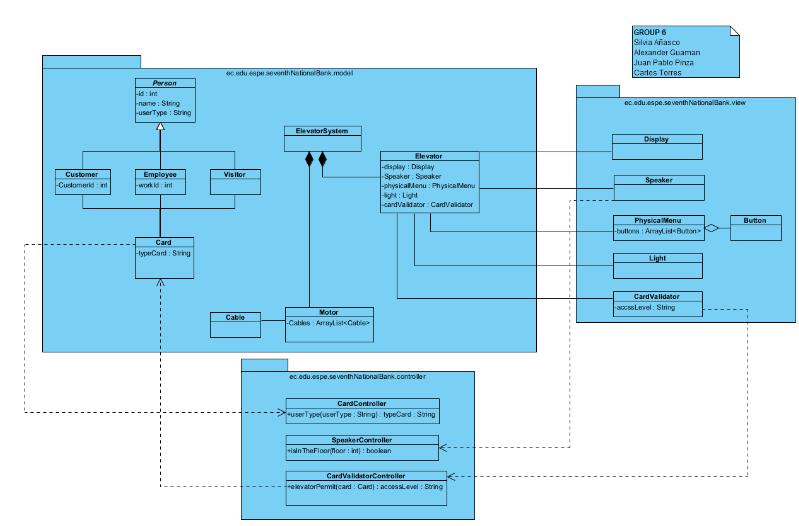 GROUP 6
Silvia Añasco
Alexander Guaman
Juan Pablo Pinza
Carlos Torres
ec.edu.espe.seventhNationalBank.model
Person
-id : int
-name : String
-userType : String
ElevatorSystem
Customer
-CustomerId : int
Employee
-workId : int
Visitor
Elevator
-display : Display
-Speaker : Speaker
-physicalMenu : PhysicalMenu
-light : Light
-cardValidator : CardValidator
Card
-typeCard : String
Cable
Motor
-Cables : ArrayList<Cable>
ec.edu.espe.seventhNationalBank.view
Display
Speaker
PhysicalMenu
-buttons : ArrayList<Button>
Button
Light
CardValidator
-accssLevel : String
ec.edu.espe.seventhNationalBank.controller
CardController
+userType(userType : String) : typeCard : String
SpeakerController
+isInTheFloor(floor : int) : boolean
CardValidatorController
+elevatorPermit(card : Card) : accessLevel : String